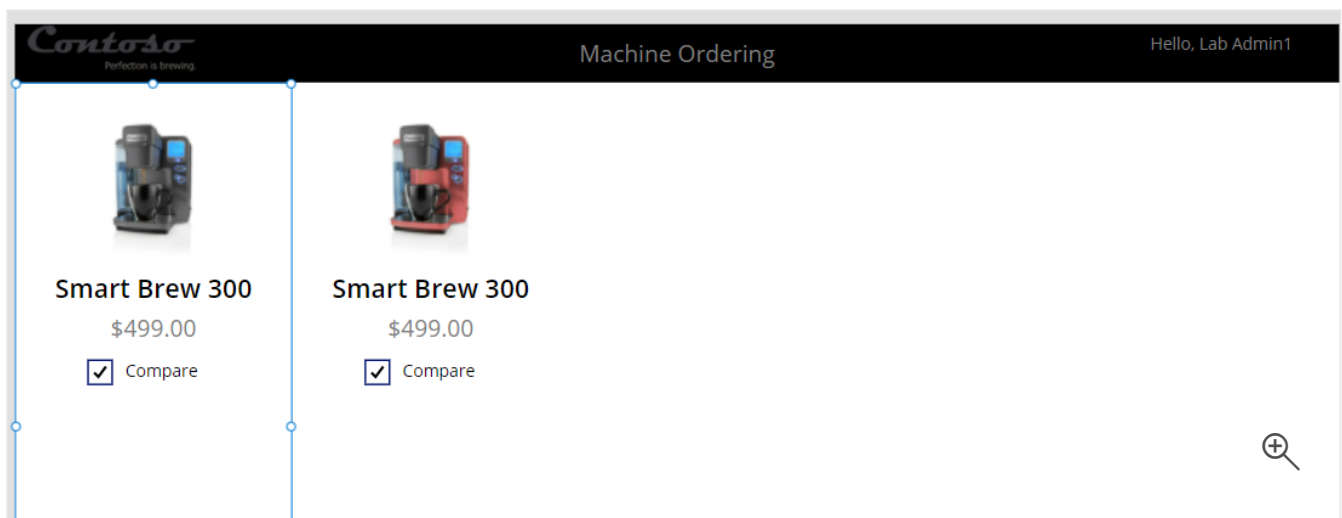 Contoso
Perfection is brewing.
Machine Ordering
Hello, Lab Admin1
Smart Brew 300
$499.00
Compare
Smart Brew 300
$499.00
Compare